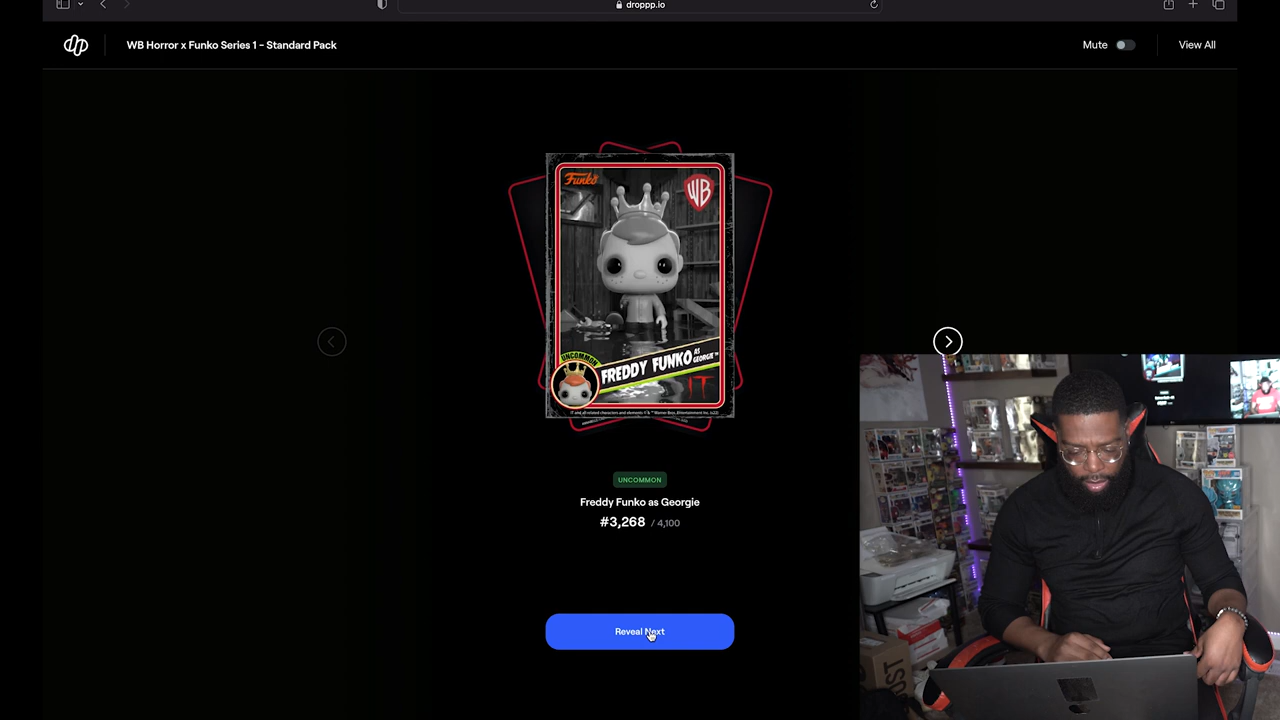 droppp.io
WB Horror x Funko Series 1 - Standard Pack
Mute
View All
Funko
WB
UNCOMMON
FREDDY FUNKO AS GEORGIE™
IT
UNCOMMON
Freddy Funko as Georgie
#3,268 / 4,100
Reveal Next